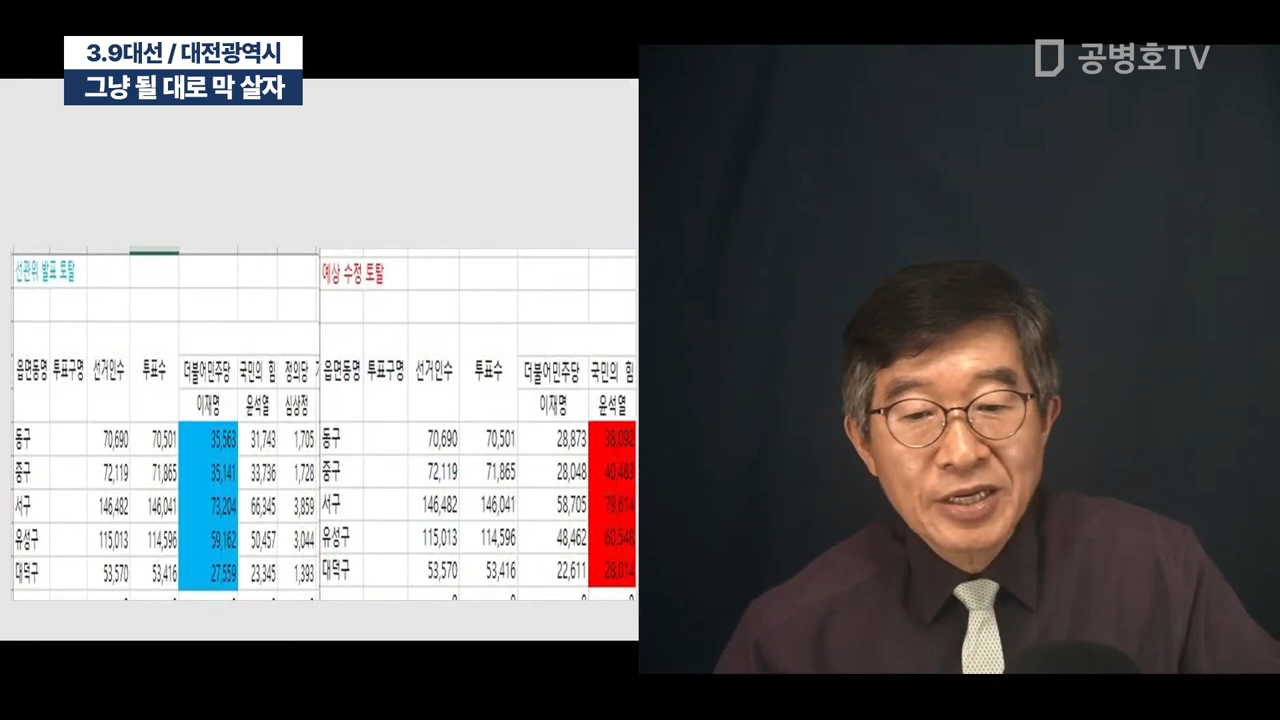 3.9대선 / 대전광역시
그냥 될 대로 막 살자
공병호TV
선관위 발표 토탈
읍면동명 투표구명 선거인수 투표수 더불어민주당 국민의 힘 정의당
이재명 윤석열 심상정
동구 70,690 70,501 35,563 31,743 1,705
중구 72,119 71,865 35,141 33,736 1,728
서구 146,482 146,041 73,204 66,345 3,859
유성구 115,013 114,596 59,162 50,457 3,044
대덕구 53,570 53,416 27,559 23,345 1,393
예상 수정 토탈
읍면동명 투표구명 선거인수 투표수 더불어민주당 국민의 힘
이재명 윤석열
동구 70,690 70,501 28,873 38,092
중구 72,119 71,865 28,048 40,483
서구 146,482 146,041 58,705 79,614
유성구 115,013 114,596 48,462 60,548
대덕구 53,570 53,416 22,611 28,014